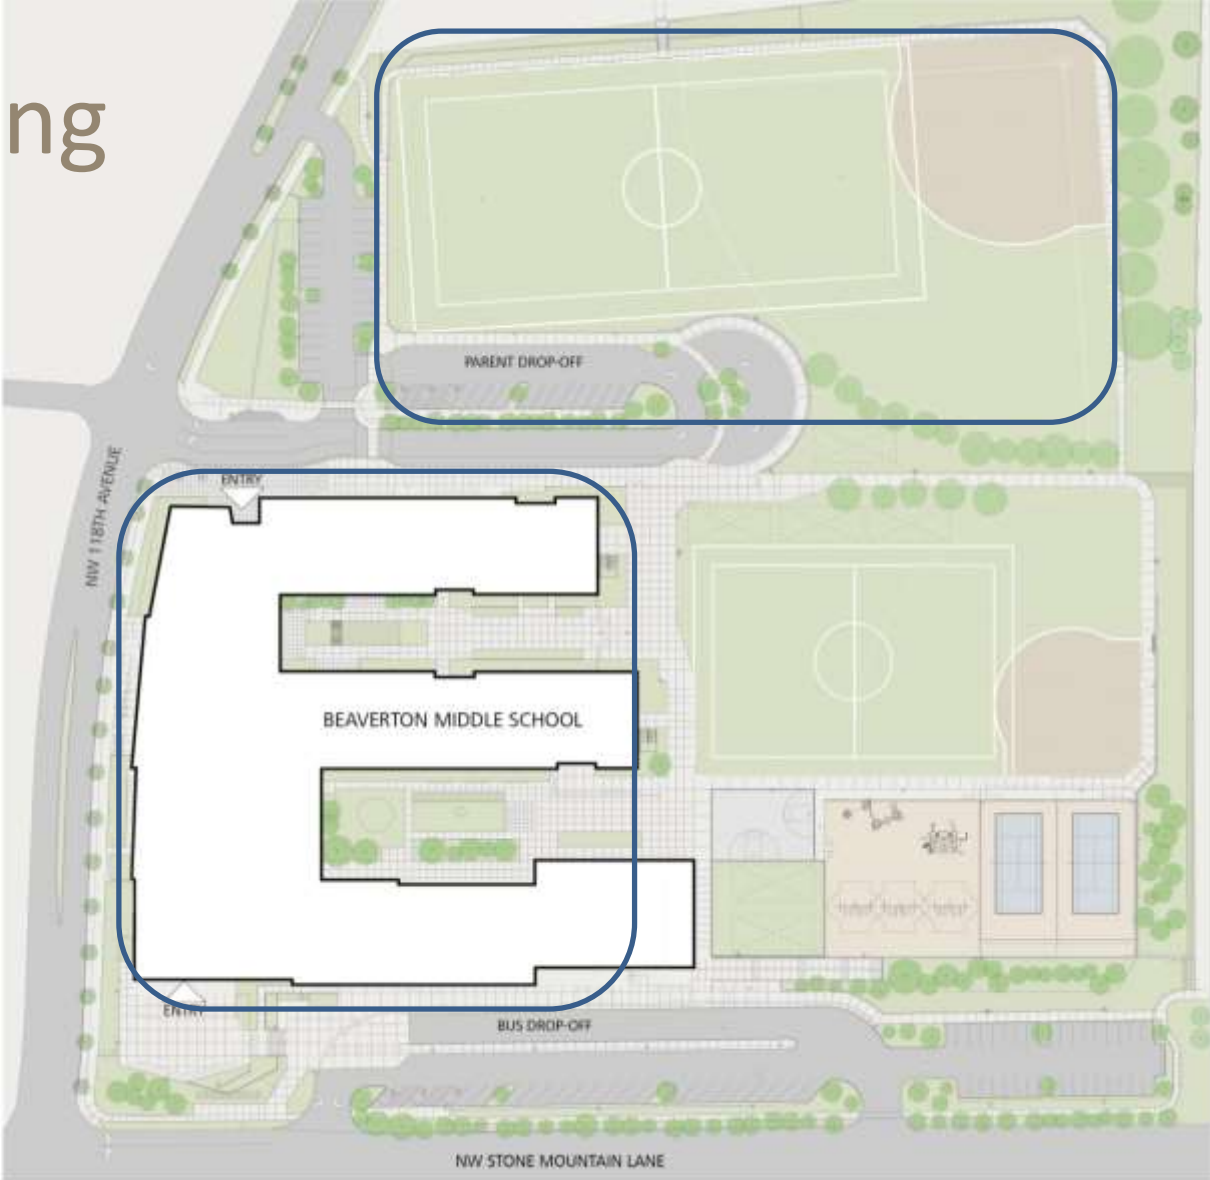 ng
PARENT DROP-OFF
ENTRY
NW 118TH AVENUE
BEAVERTON MIDDLE SCHOOL
ENTRY
BUS DROP-OFF
NW STONE MOUNTAIN LANE